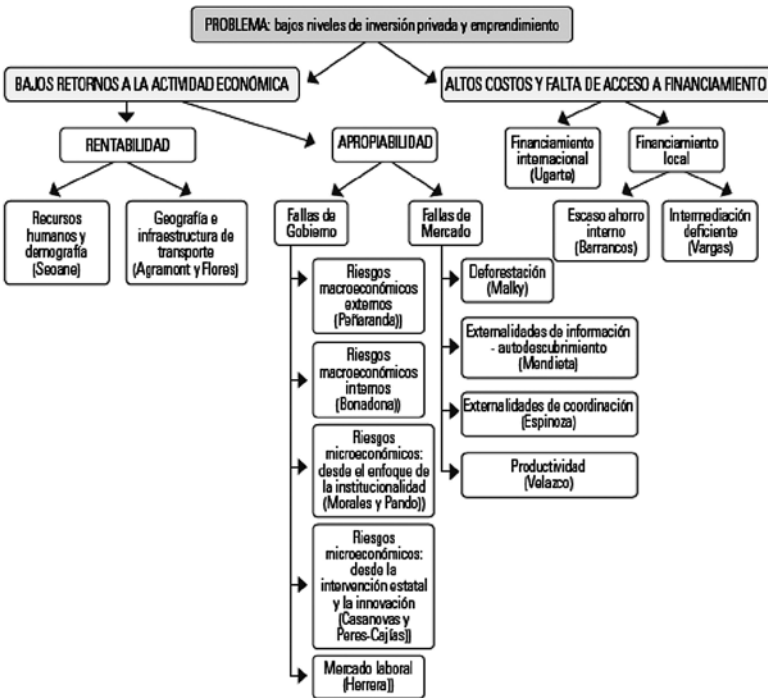 PROBLEMA: bajos niveles de inversión privada y emprendimiento
BAJOS RETORNOS A LA ACTIVIDAD ECONÓMICA
ALTOS COSTOS Y FALTA DE ACCESO A FINANCIAMIENTO
RENTABILIDAD
APROPIABILIDAD
Financiamiento
internacional
(Ugarte)
Financiamiento
local
Recursos
humanos y
demografía
(Seoane)
Geografía e
infraestructura de
transporte
(Agramont y Flores)
Fallas de
Gobierno
Fallas de
Mercado
Escaso ahorro
interno
(Barrancos)
Intermediación
deficiente
(Vargas)
Riesgos
macroeconómicos
externos
(Peñaranda))
Riesgos
macroeconómicos
internos
(Bonadona))
Riesgos
microeconómicos:
desde el enfoque de
la institucionalidad
(Morales y Pando))
Riesgos
microeconómicos:
desde la
intervención estatal
y la innovación
(Casanovas y
Peres-Cajías))
Mercado laboral
(Herrera))
Deforestación
(Malky)
Externalidades de información
- autodescubrimiento
(Mendieta)
Externalidades de coordinación
(Espinoza)
Productividad
(Velazco)